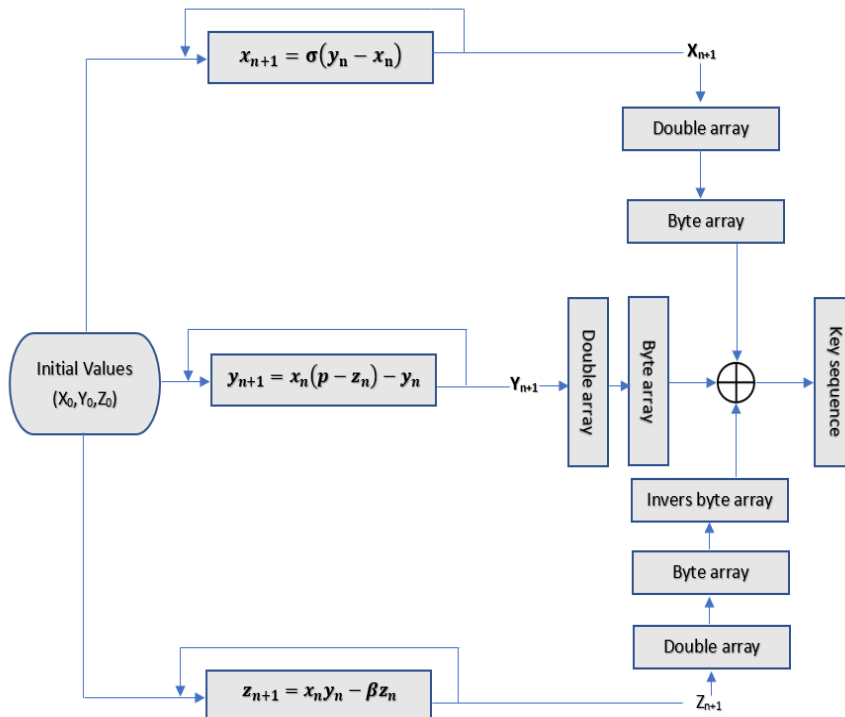 xₙ₊₁ = σ(yₙ − xₙ)
Xₙ₊₁
Double array
Byte array
Initial Values
(X₀,Y₀,Z₀)
yₙ₊₁ = xₙ(p − zₙ) − yₙ
Yₙ₊₁
Double array
Byte array
Key sequence
Invers byte array
Byte array
Double array
zₙ₊₁ = xₙyₙ − βzₙ
Zₙ₊₁